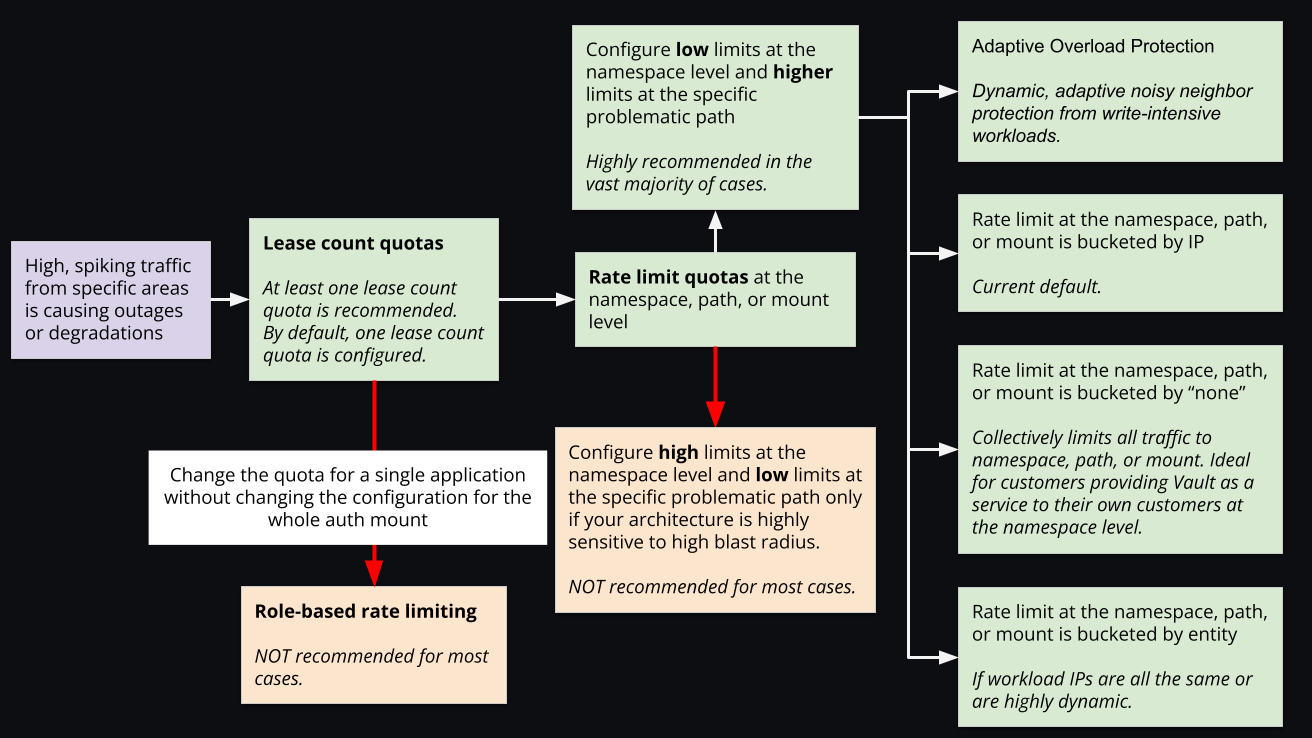 High, spiking traffic
from specific areas
is causing outages
or degradations
Lease count quotas
At least one lease count
quota is recommended.
By default, one lease count
quota is configured.
Change the quota for a single application
without changing the configuration for the
whole auth mount
Role-based rate limiting
NOT recommended for most
cases.
Configure low limits at the
namespace level and higher
limits at the specific
problematic path
Highly recommended in the
vast majority of cases.
Rate limit quotas at the
namespace, path, or mount
level
Configure high limits at the
namespace level and low limits at
the specific problematic path only
if your architecture is highly
sensitive to high blast radius.
NOT recommended for most cases.
Adaptive Overload Protection
Dynamic, adaptive noisy neighbor
protection from write-intensive
workloads.
Rate limit at the namespace, path,
or mount is bucketed by IP
Current default.
Rate limit at the namespace, path,
or mount is bucketed by “none”
Collectively limits all traffic to
namespace, path, or mount. Ideal
for customers providing Vault as a
service to their own customers at
the namespace level.
Rate limit at the namespace, path,
or mount is bucketed by entity
If workload IPs are all the same or
are highly dynamic.